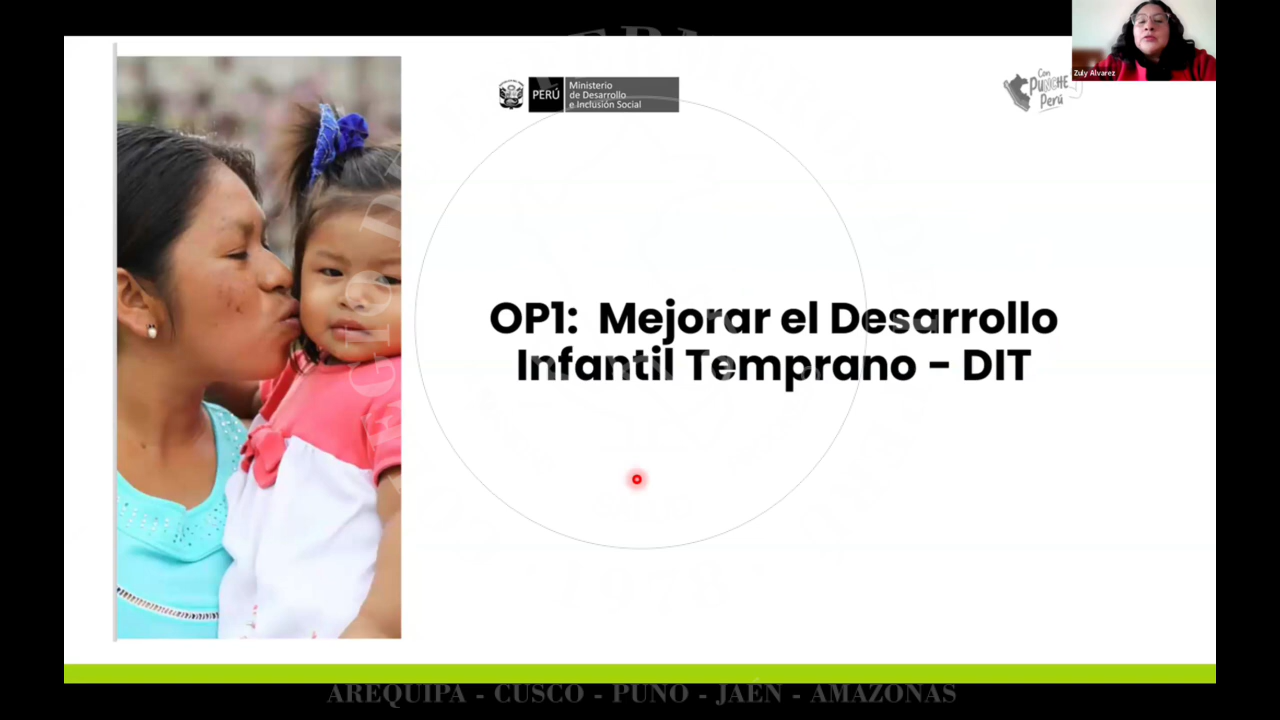 Zuly Alvarez
PERÚ
Ministerio
de Desarrollo
e Inclusión Social
Con
PUNCHE
Perú
OP1: Mejorar el Desarrollo
Infantil Temprano - DIT
AREQUIPA - CUSCO - PUNO - JAÉN - AMAZONAS